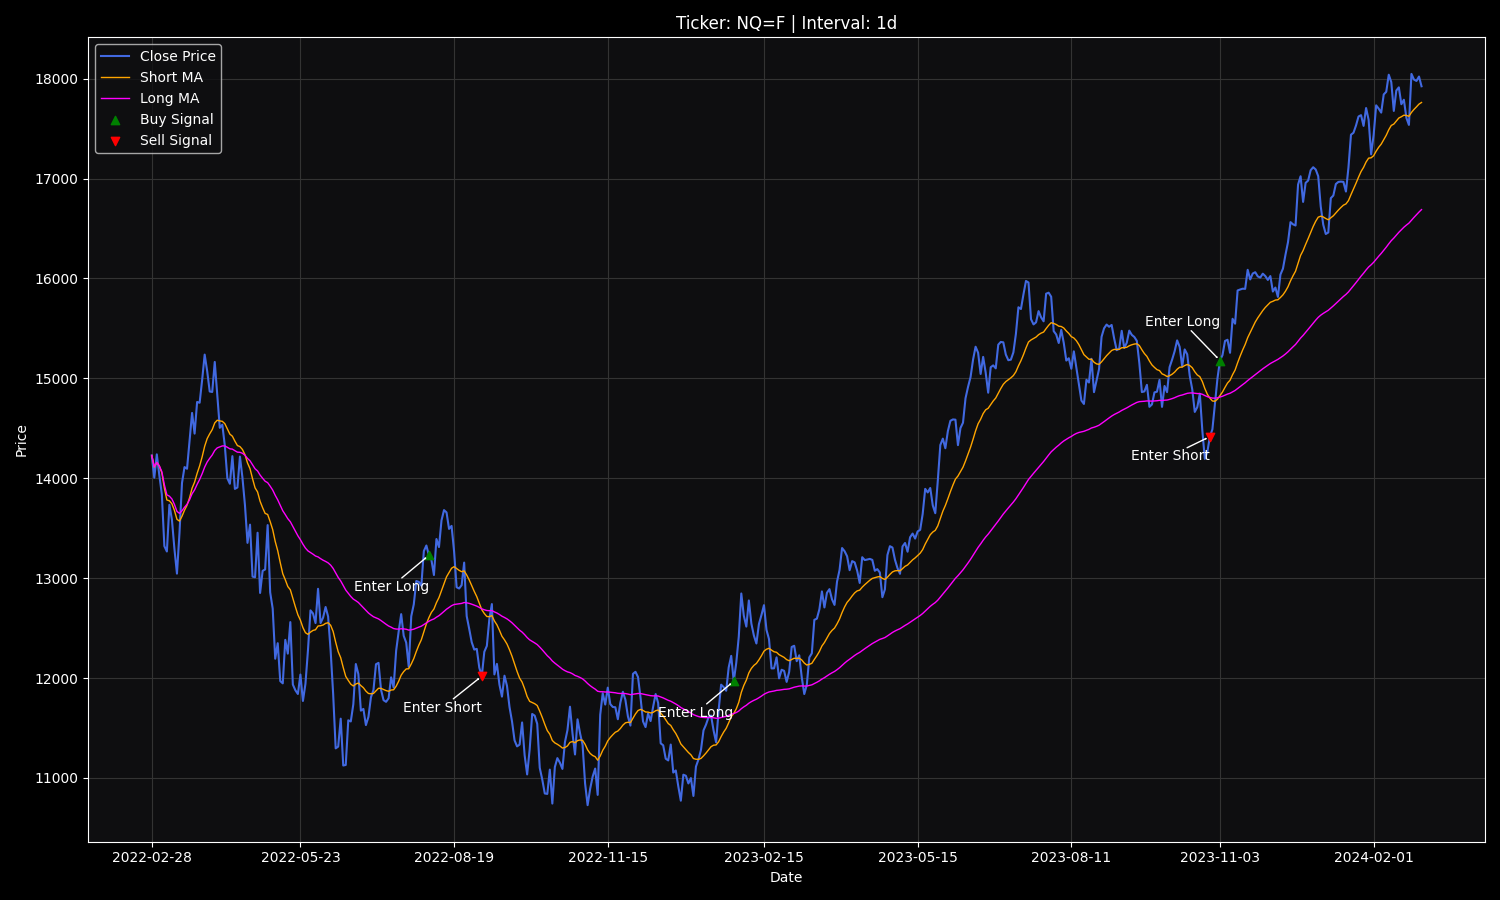 Ticker: NQ=F | Interval: 1d
Close Price
Short MA
Long MA
Buy Signal
Sell Signal
18000
17000
16000
15000
14000
13000
12000
11000
Price
Enter Long
Enter Short
Enter Long
Enter Short
Enter Long
2022-02-28
2022-05-23
2022-08-19
2022-11-15
2023-02-15
2023-05-15
2023-08-11
2023-11-03
2024-02-01
Date